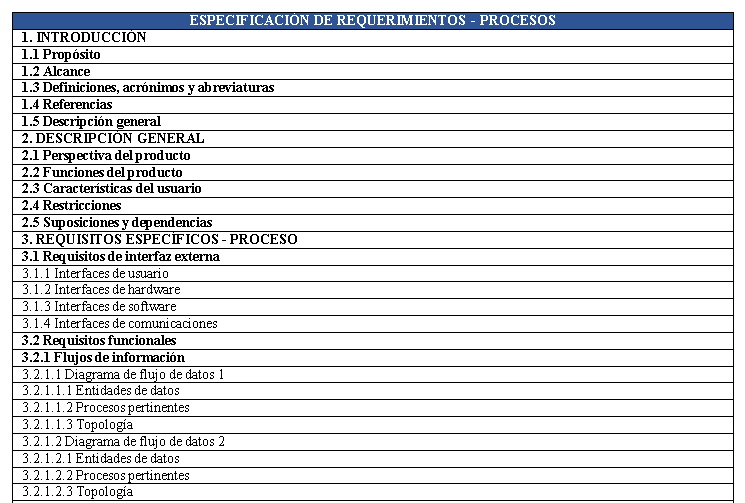 ESPECIFICACIÓN DE REQUERIMIENTOS - PROCESOS
1. INTRODUCCIÓN
1.1 Propósito
1.2 Alcance
1.3 Definiciones, acrónimos y abreviaturas
1.4 Referencias
1.5 Descripción general
2. DESCRIPCIÓN GENERAL
2.1 Perspectiva del producto
2.2 Funciones del producto
2.3 Características del usuario
2.4 Restricciones
2.5 Suposiciones y dependencias
3. REQUISITOS ESPECÍFICOS - PROCESO
3.1 Requisitos de interfaz externa
3.1.1 Interfaces de usuario
3.1.2 Interfaces de hardware
3.1.3 Interfaces de software
3.1.4 Interfaces de comunicaciones
3.2 Requisitos funcionales
3.2.1 Flujos de información
3.2.1.1 Diagrama de flujo de datos 1
3.2.1.1.1 Entidades de datos
3.2.1.1.2 Procesos pertinentes
3.2.1.1.3 Topología
3.2.1.2 Diagrama de flujo de datos 2
3.2.1.2.1 Entidades de datos
3.2.1.2.2 Procesos pertinentes
3.2.1.2.3 Topología